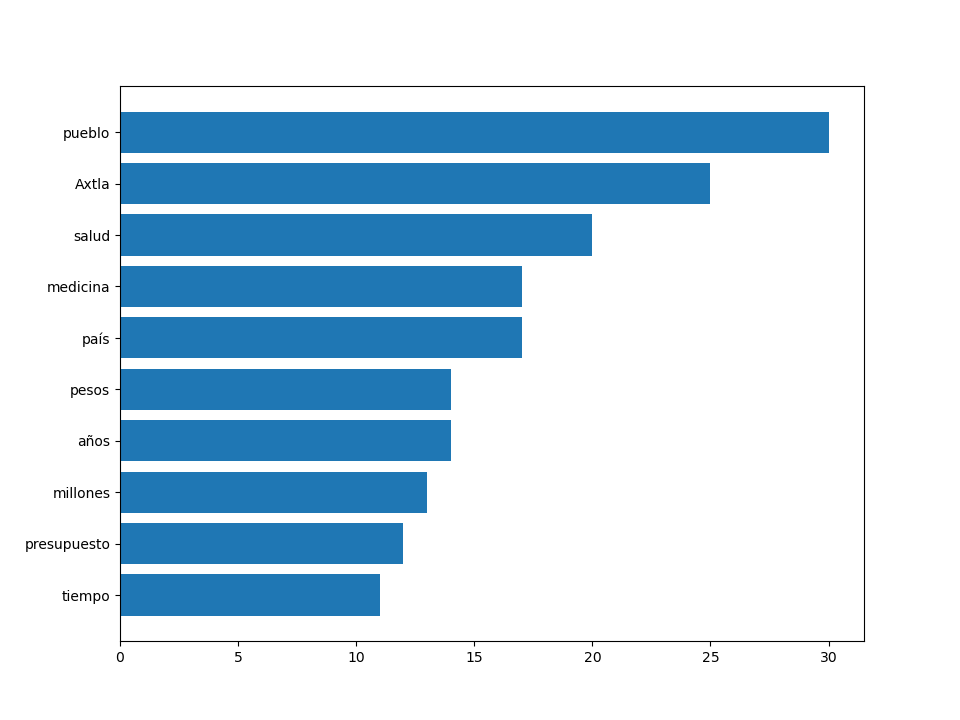 pueblo
Axtla
salud
medicina
país
pesos
años
millones
presupuesto
tiempo
0 5 10 15 20 25 30